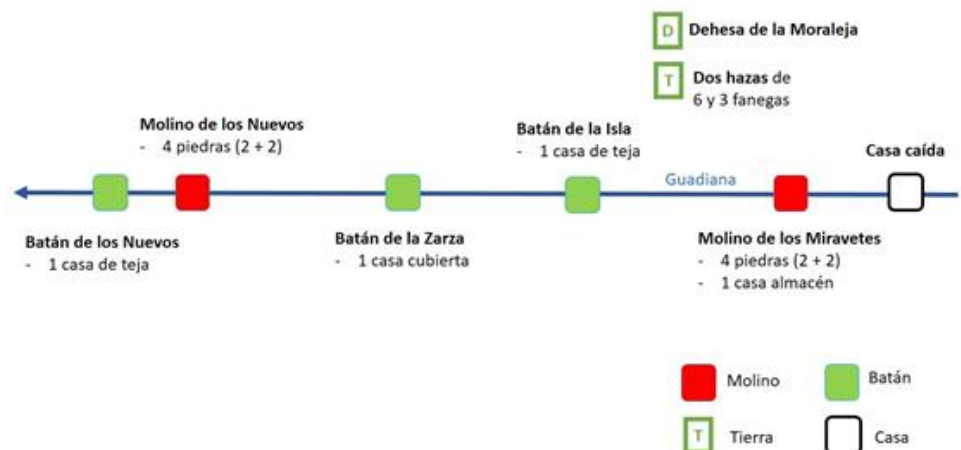 D Dehesa de la Moraleja
T Dos hazas de
6 y 3 fanegas
Molino de los Nuevos
- 4 piedras (2 + 2)
Batán de la Isla
- 1 casa de teja
Casa caída
Guadiana
Batán de los Nuevos
- 1 casa de teja
Batán de la Zarza
- 1 casa cubierta
Molino de los Miravetes
- 4 piedras (2 + 2)
- 1 casa almacén
Molino
Batán
T Tierra
Casa